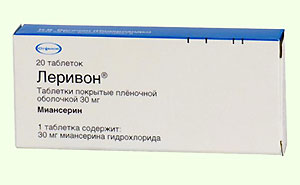 20 таблеток
Леривон®
Таблетки покрытые плёночной
оболочкой 30 мг
Миансерин
1 таблетка содержит:
30 мг миансерина гидрохлорида